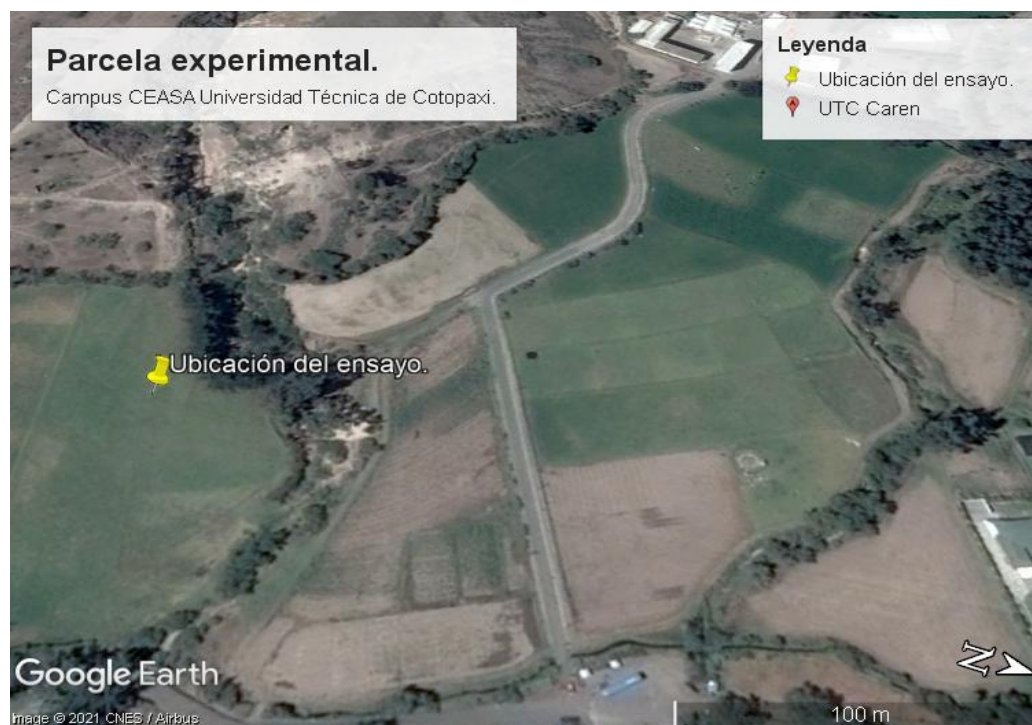 Parcela experimental.
Campus CEASA Universidad Técnica de Cotopaxi.
Leyenda
Ubicación del ensayo.
UTC Caren
Ubicación del ensayo.
Google Earth
Image © 2021 CNES / Airbus
N
100 m